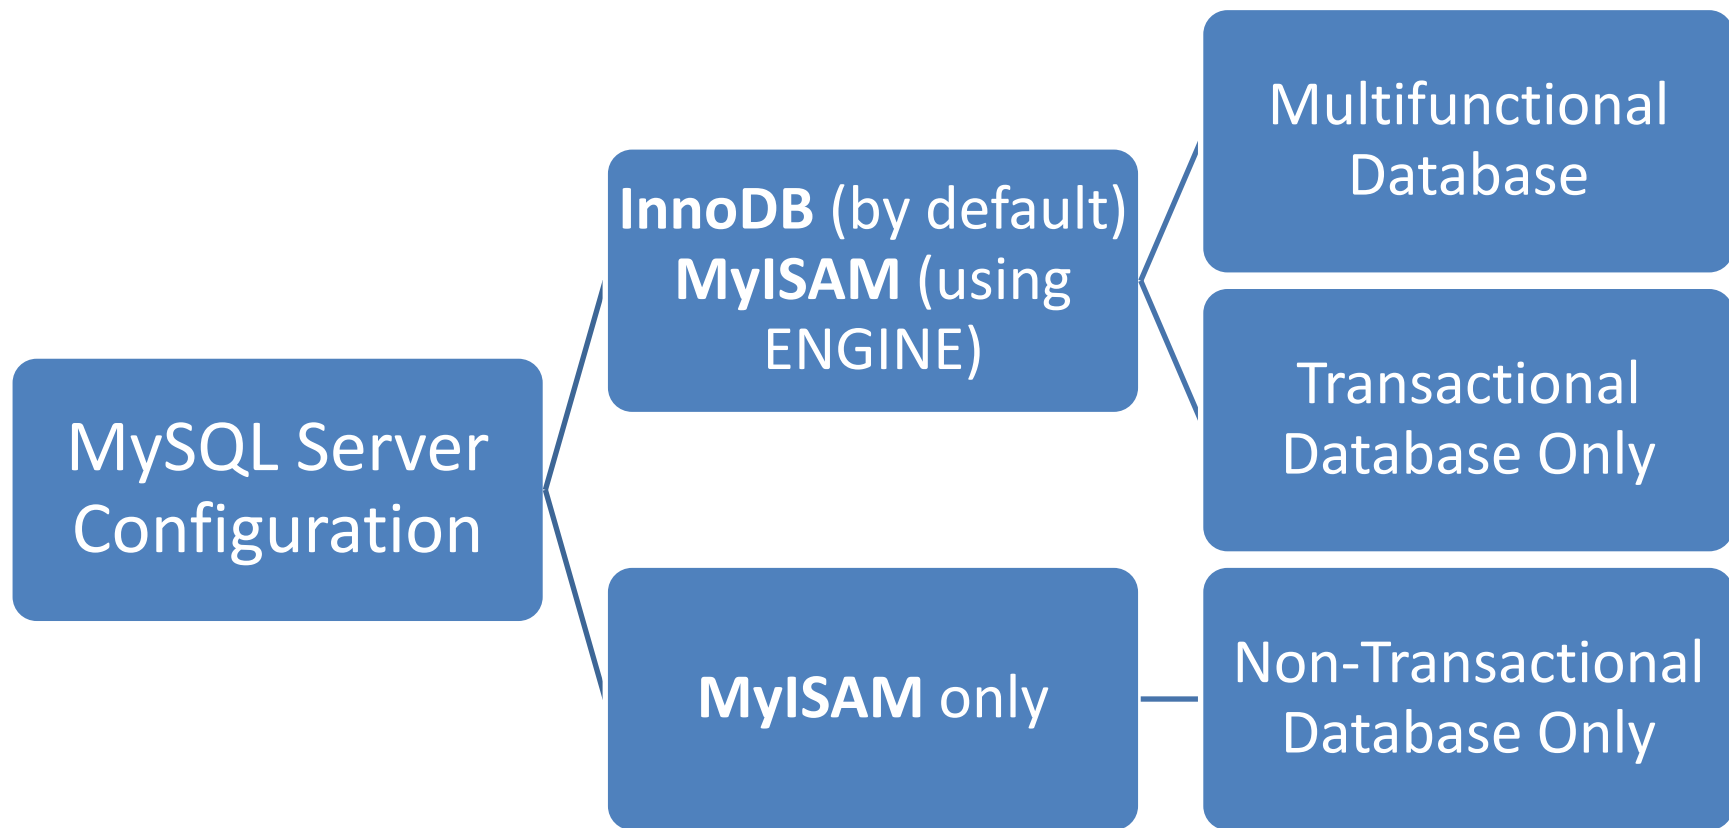 MySQL Server
Configuration
InnoDB (by default)
MyISAM (using
ENGINE)
MyISAM only
Multifunctional
Database
Transactional
Database Only
Non-Transactional
Database Only